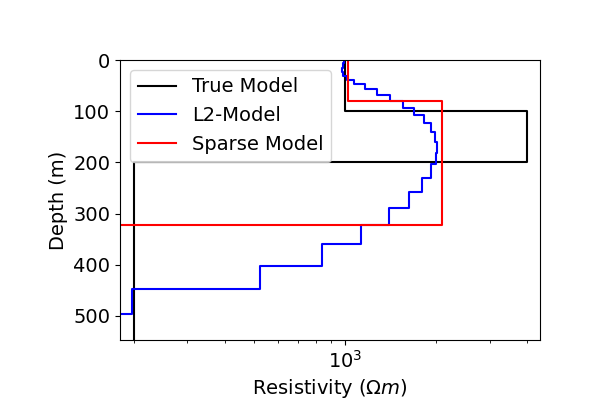 0
100
200
300
400
500
Depth (m)
True Model
L2-Model
Sparse Model
10³
Resistivity (Ωm)